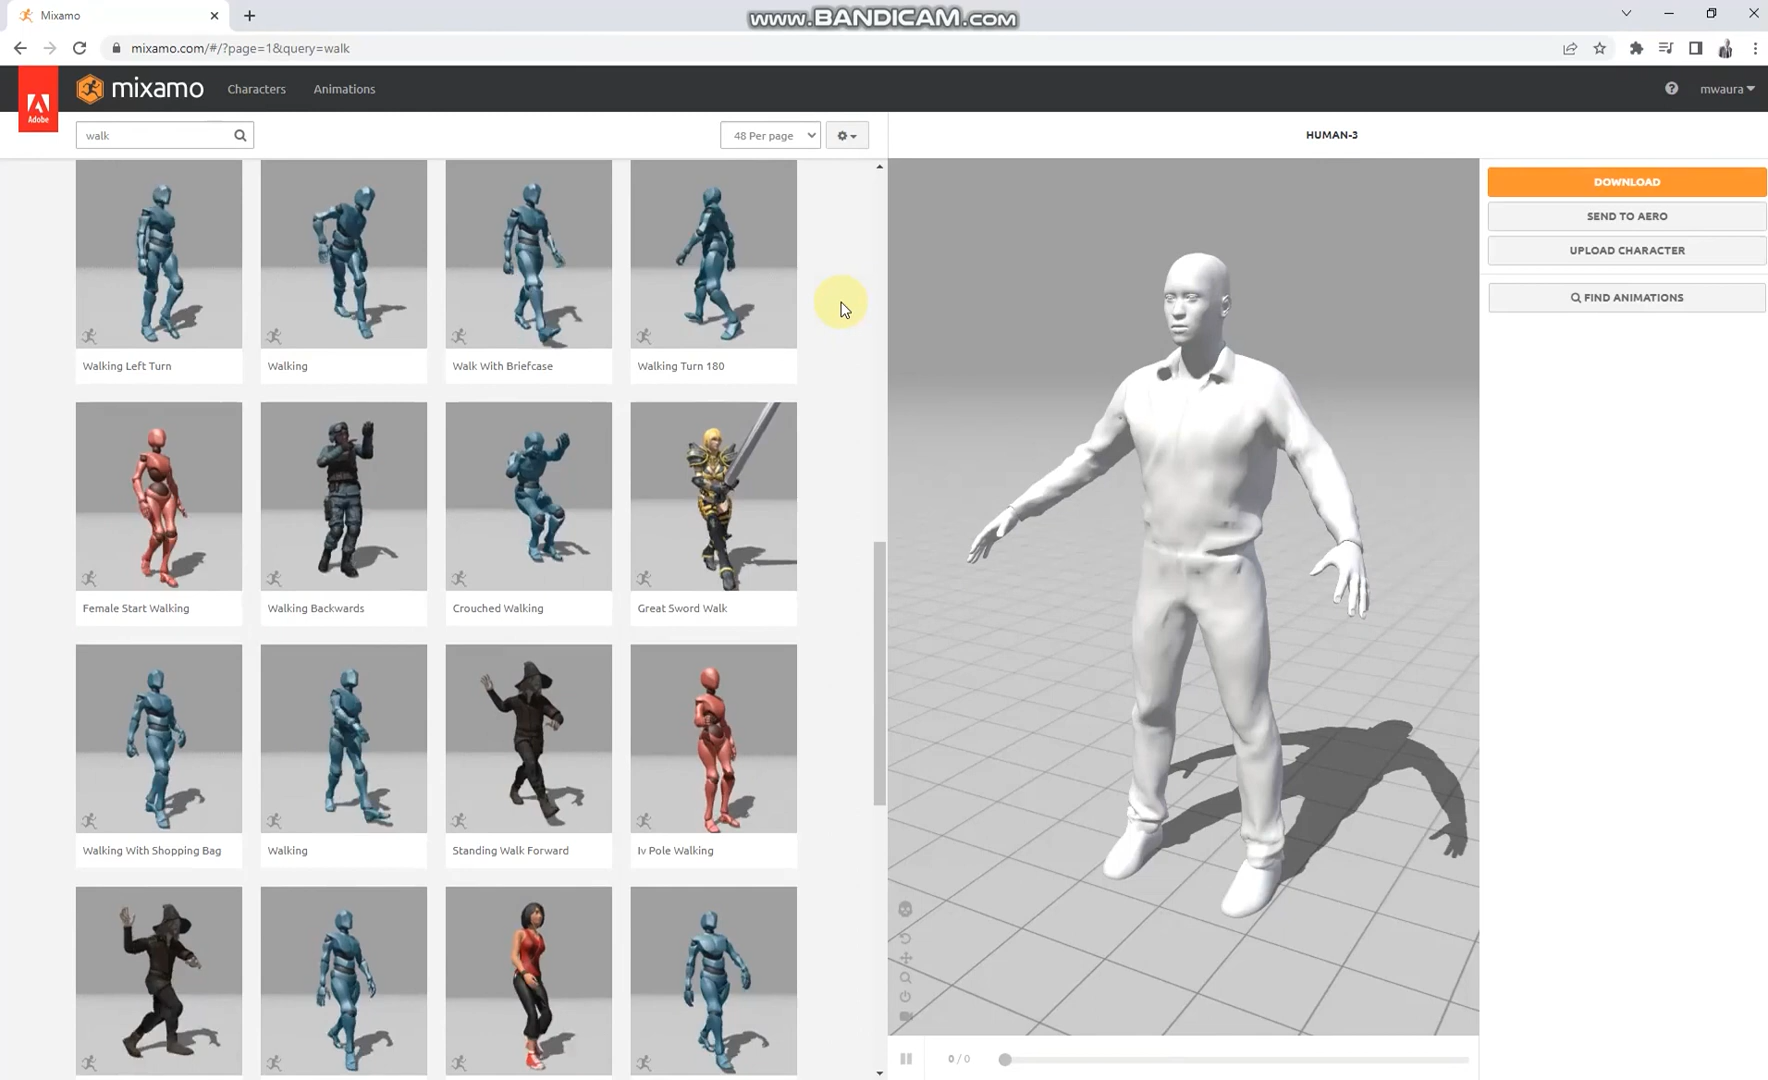 www.BANDICAM.com
Mixamo
mixamo.com/#/?page=1&query=walk
Adobe
mixamo
Characters
Animations
mwaura
walk
48 Per page
HUMAN-3
DOWNLOAD
SEND TO AERO
UPLOAD CHARACTER
FIND ANIMATIONS
Walking Left Turn
Walking
Walk With Briefcase
Walking Turn 180
Female Start Walking
Walking Backwards
Crouched Walking
Great Sword Walk
Walking With Shopping Bag
Walking
Standing Walk Forward
Iv Pole Walking
0 / 0